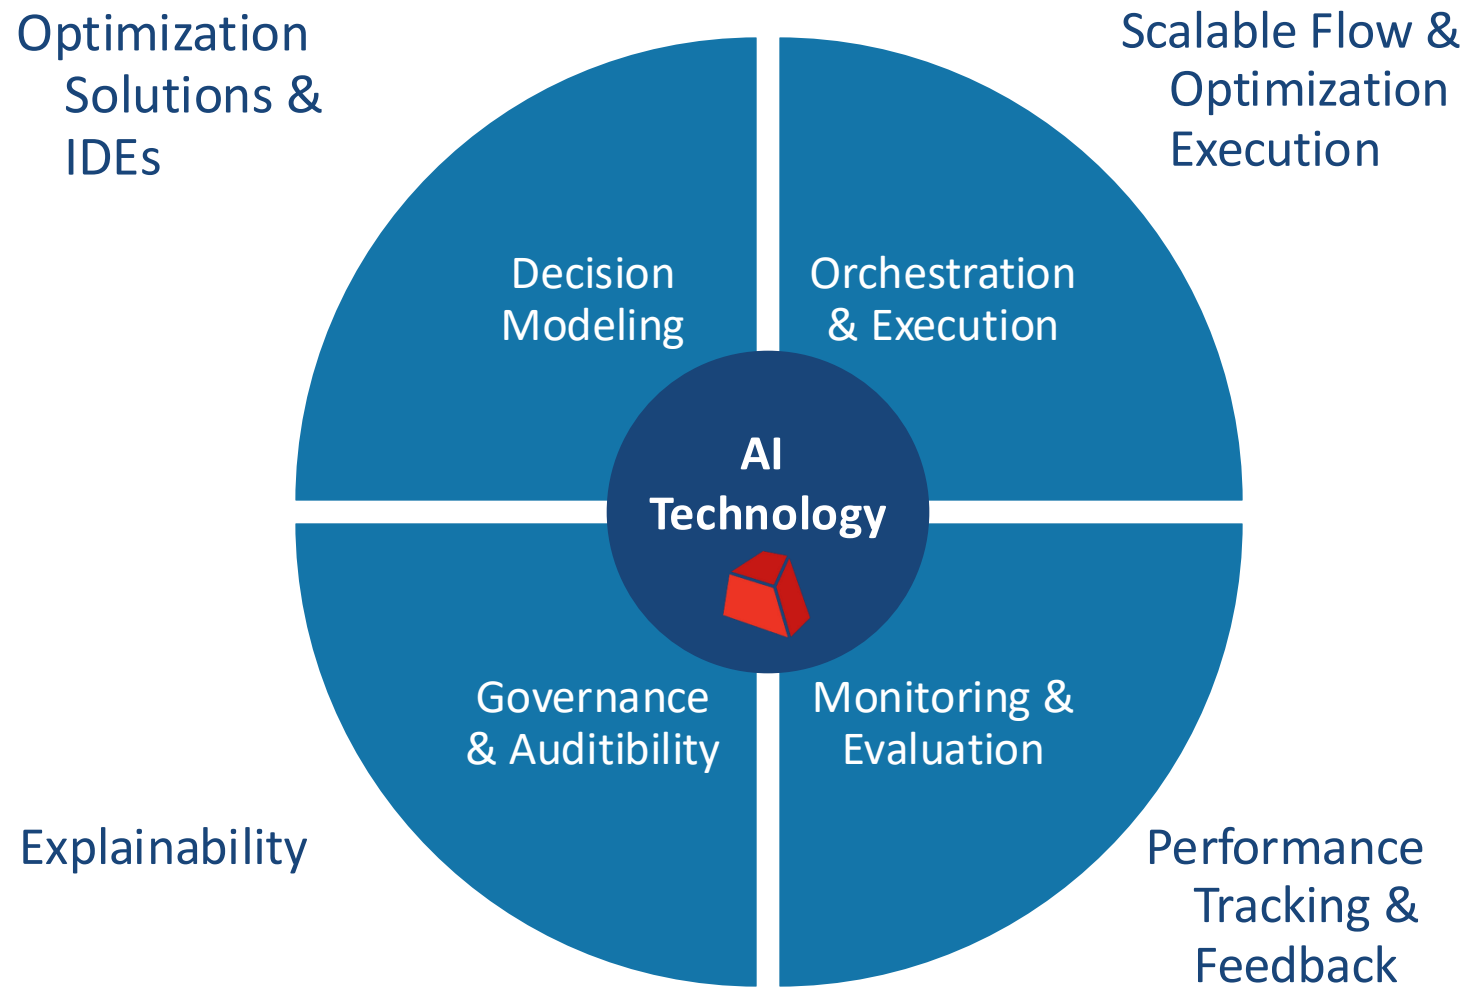 Optimization
Solutions &
IDEs
Scalable Flow &
Optimization
Execution
Decision
Modeling
Orchestration
& Execution
AI
Technology
Governance
& Auditibility
Monitoring &
Evaluation
Explainability
Performance
Tracking &
Feedback